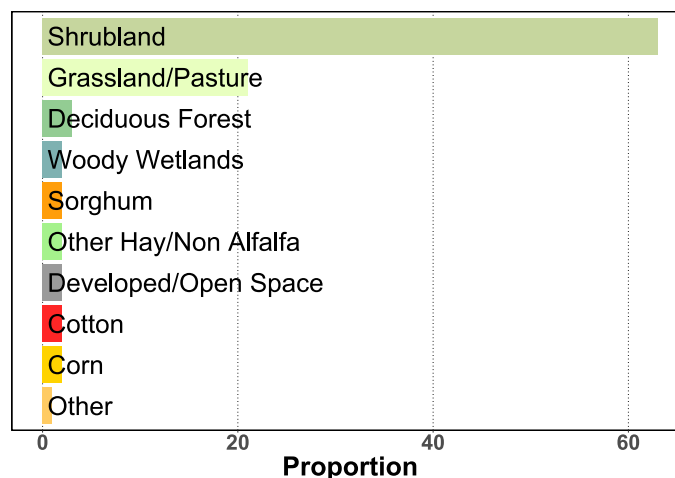 Shrubland
Grassland/Pasture
Deciduous Forest
Woody Wetlands
Sorghum
Other Hay/Non Alfalfa
Developed/Open Space
Cotton
Corn
Other
0 20 40 60
Proportion